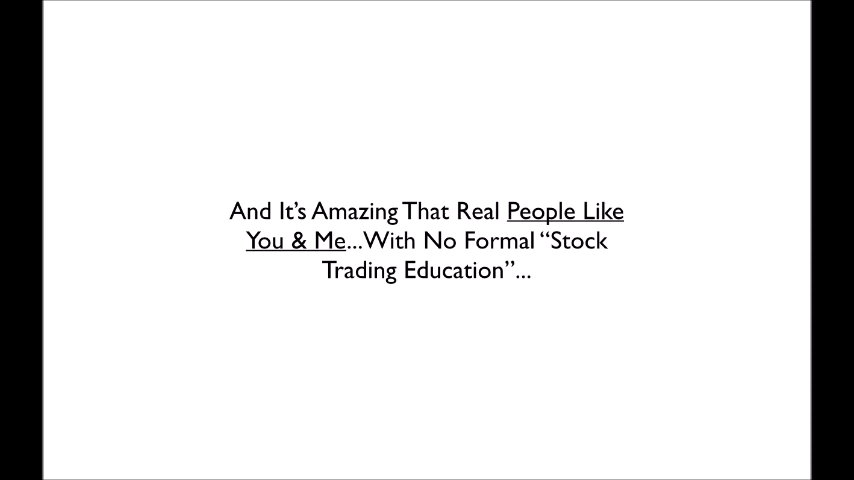 And It’s Amazing That Real People Like
You & Me...With No Formal “Stock
Trading Education”...